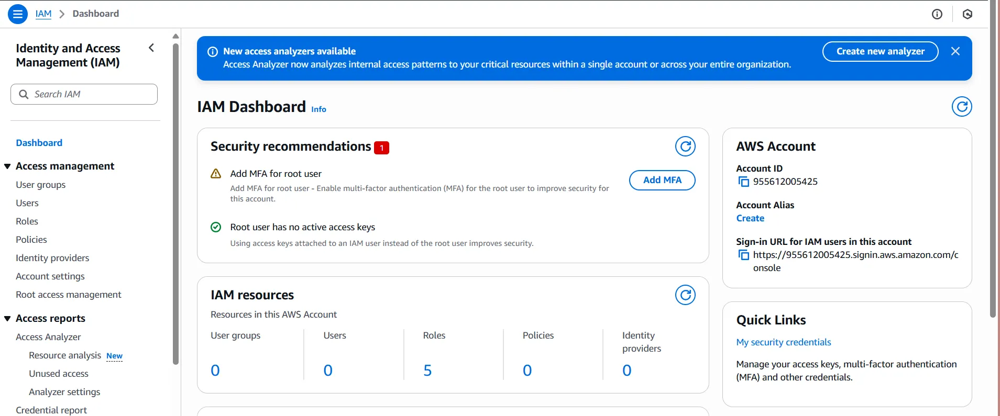 IAM > Dashboard
Identity and Access
Management (IAM)
Search IAM
Dashboard
Access management
User groups
Users
Roles
Policies
Identity providers
Account settings
Root access management
Access reports
Access Analyzer
Resource analysis New
Unused access
Analyzer settings
Credential report
New access analyzers available
Access Analyzer now analyzes internal access patterns to your critical resources within a single account or across your entire organization.
Create new analyzer
IAM Dashboard Info
Security recommendations 1
Add MFA for root user
Add MFA for root user - Enable multi-factor authentication (MFA) for the root user to improve security for
this account.
Add MFA
Root user has no active access keys
Using access keys attached to an IAM user instead of the root user improves security.
IAM resources
Resources in this AWS Account
User groups
0
Users
0
Roles
5
Policies
0
Identity
providers
0
AWS Account
Account ID
955612005425
Account Alias
Create
Sign-in URL for IAM users in this account
https://955612005425.signin.aws.amazon.com/c
onsole
Quick Links
My security credentials
Manage your access keys, multi-factor authentication
(MFA) and other credentials.